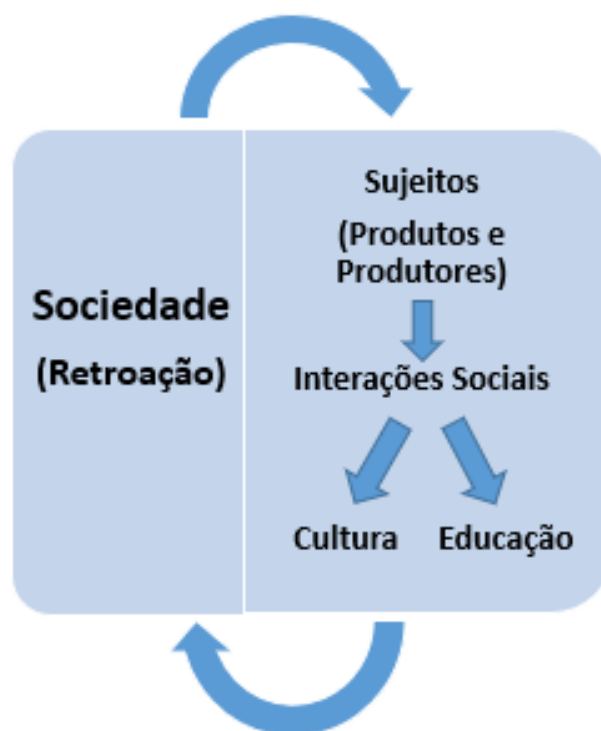 Sociedade
(Retroação)
Sujeitos
(Produtos e
Produtores)
Interações Sociais
Cultura
Educação